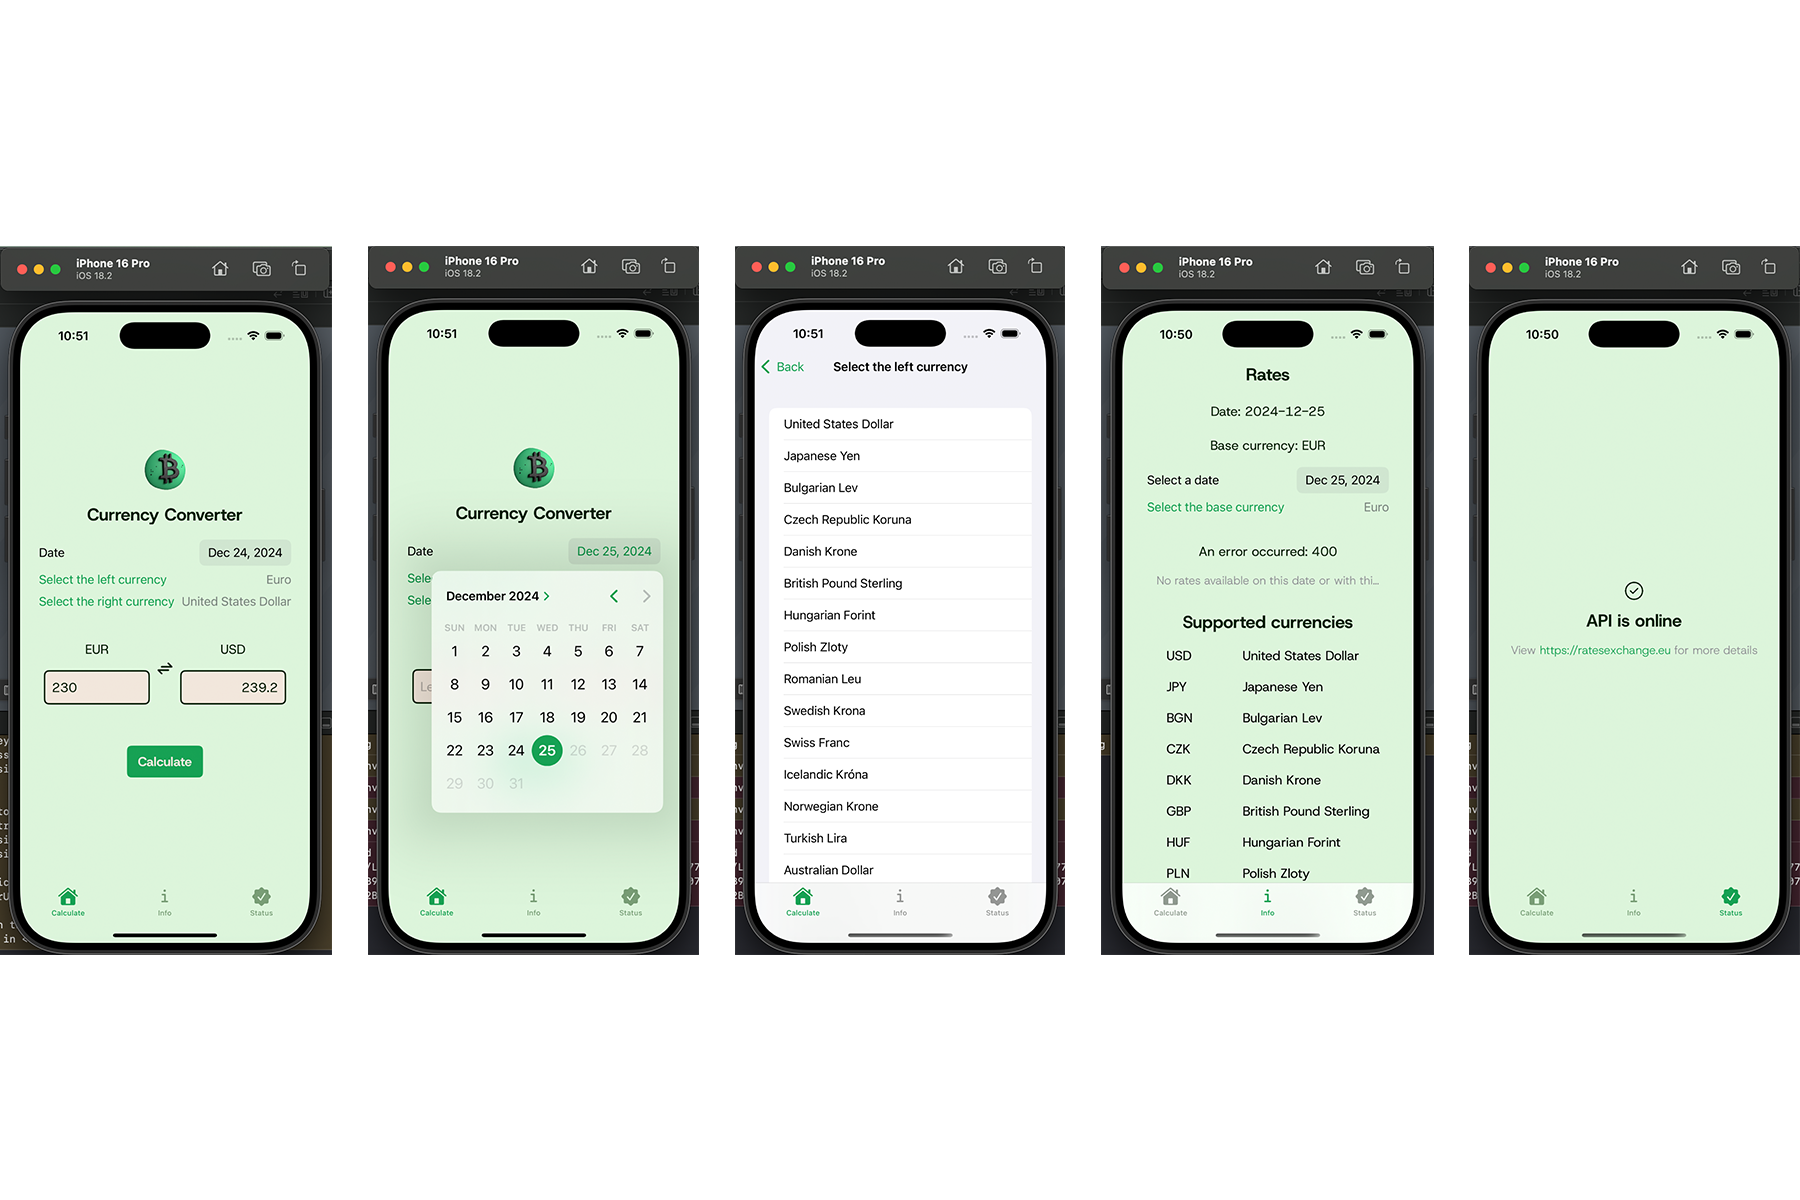 iPhone 16 Pro
iOS 18.2
10:51
Currency Converter
Date Dec 24, 2024
Select the left currency Euro
Select the right currency United States Dollar
EUR USD
230 239.2
Calculate
Calculate Info Status
iPhone 16 Pro
iOS 18.2
10:51
Currency Converter
Date Dec 25, 2024
Sele
Sele
December 2024
SUN MON TUE WED THU FRI SAT
1 2 3 4 5 6 7
8 9 10 11 12 13 14
15 16 17 18 19 20 21
22 23 24 25 26 27 28
29 30 31
Le
Calculate Info Status
iPhone 16 Pro
iOS 18.2
10:51
Back Select the left currency
United States Dollar
Japanese Yen
Bulgarian Lev
Czech Republic Koruna
Danish Krone
British Pound Sterling
Hungarian Forint
Polish Zloty
Romanian Leu
Swedish Krona
Swiss Franc
Icelandic Króna
Norwegian Krone
Turkish Lira
Australian Dollar
Calculate Info Status
iPhone 16 Pro
iOS 18.2
10:50
Rates
Date: 2024-12-25
Base currency: EUR
Select a date Dec 25, 2024
Select the base currency Euro
An error occurred: 400
No rates available on this date or with thi...
Supported currencies
USD United States Dollar
JPY Japanese Yen
BGN Bulgarian Lev
CZK Czech Republic Koruna
DKK Danish Krone
GBP British Pound Sterling
HUF Hungarian Forint
PLN Polish Zloty
Calculate Info Status
iPhone 16 Pro
iOS 18.2
10:50
API is online
View https://ratesexchange.eu for more details
Calculate Info Status